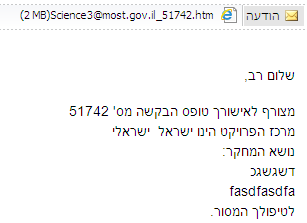 הודעה Science3@most.gov.il_51742.htm (2 MB)
שלום רב,
מצורף לאישורך טופס הבקשה מס' 51742
מרכז הפרויקט הינו ישראל ישראלי
נושא המחקר:
דשגשגכ
fasdfasdfa
לטיפולך המסור.